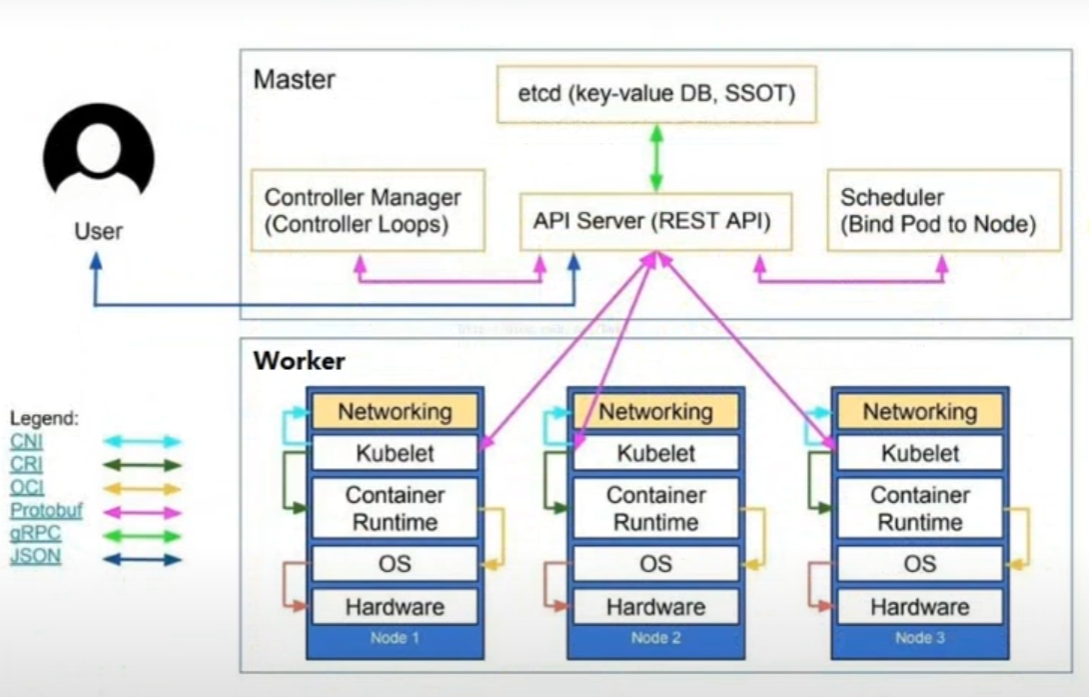 Master
etcd (key-value DB, SSOT)
Controller Manager
(Controller Loops)
API Server (REST API)
Scheduler
(Bind Pod to Node)
User
Worker
Legend:
CNI
CRI
OCI
Protobuf
gRPC
JSON
Networking
Kubelet
Container
Runtime
OS
Hardware
Node 1
Networking
Kubelet
Container
Runtime
OS
Hardware
Node 2
Networking
Kubelet
Container
Runtime
OS
Hardware
Node 3